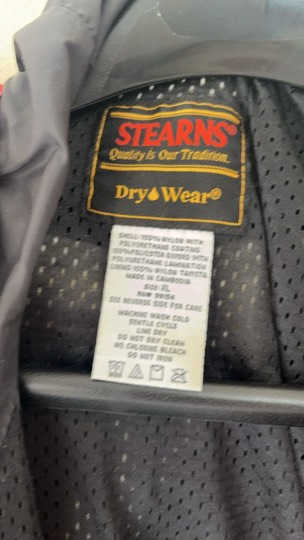 STEARNS®
Quality Is Our Tradition.
Dry Wear®
SHELL:100% NYLON WITH
POLYURETHANE COATING
100% POLYESTER OXFORD WITH
POLYURETHANE LAMINATION
LINING:100% NYLON TAFFETA
MADE IN CAMBODIA
SIZE: XL
SEE REVERSE SIDE FOR CARE
MACHING WASH COLD
GENTLE CYCLE
LINE DRY
DO NOT DRY CLEAN
NO CHLORINE BLEACH
DO NOT IRON